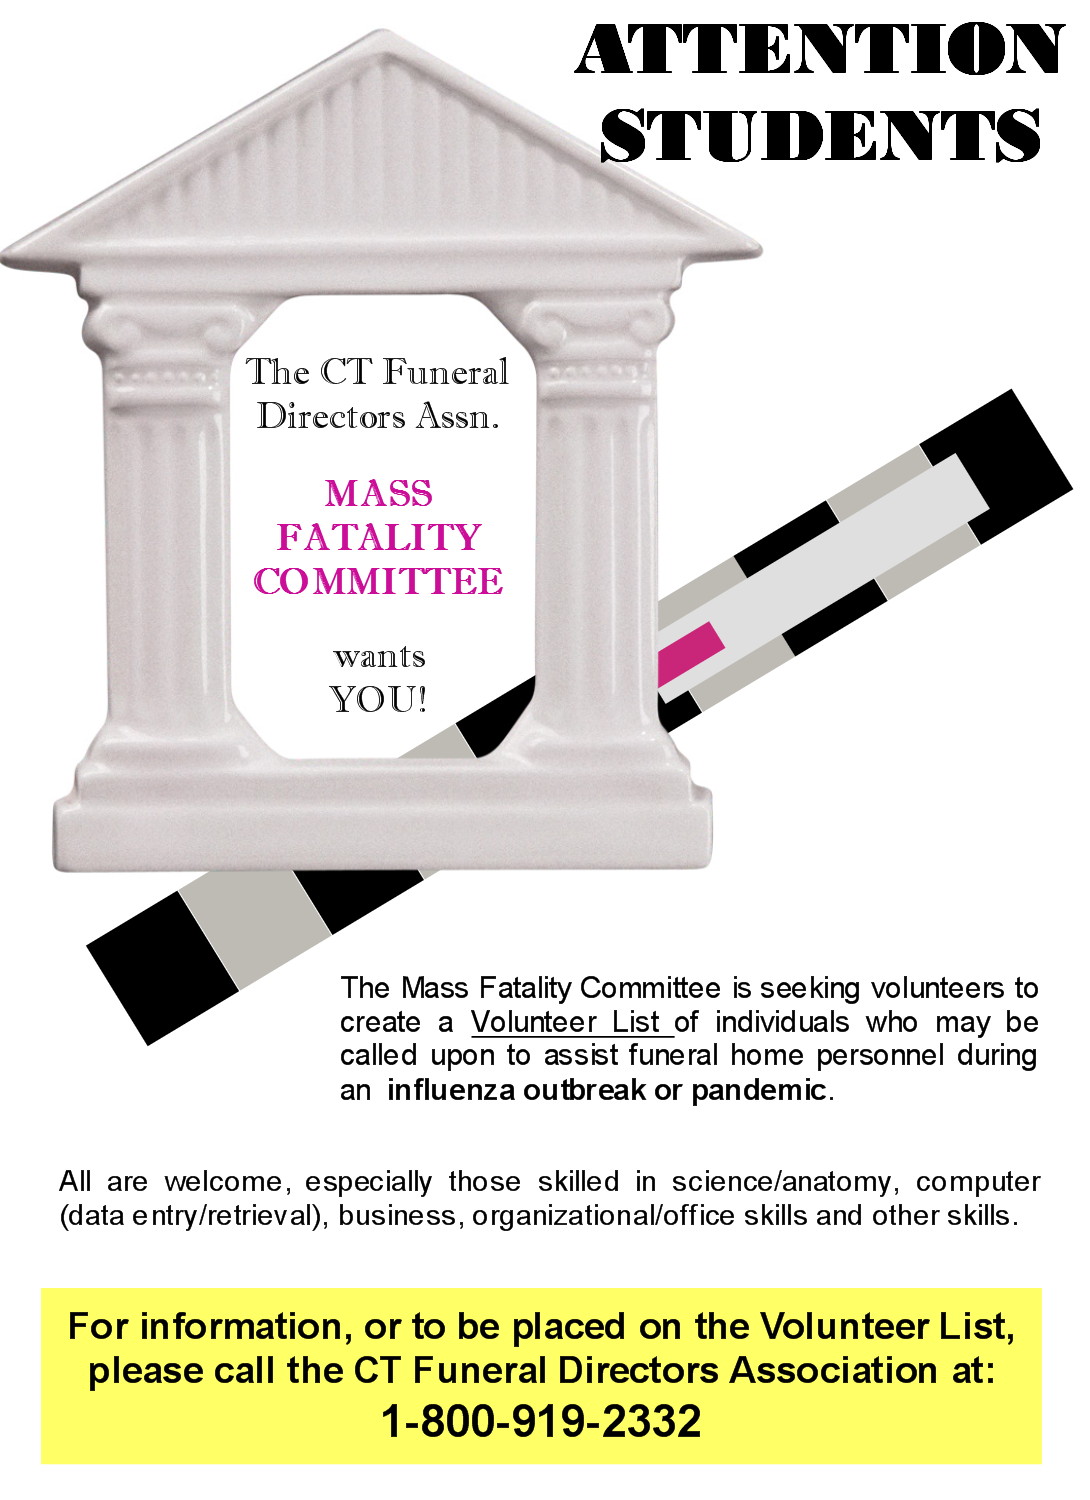 ATTENTION
STUDENTS
The CT Funeral
Directors Assn.
MASS
FATALITY
COMMITTEE
wants
YOU!
The Mass Fatality Committee is seeking volunteers to
create a Volunteer List of individuals who may be
called upon to assist funeral home personnel during
an influenza outbreak or pandemic.
All are welcome, especially those skilled in science/anatomy, computer
(data entry/retrieval), business, organizational/office skills and other skills.
For information, or to be placed on the Volunteer List,
please call the CT Funeral Directors Association at:
1-800-919-2332